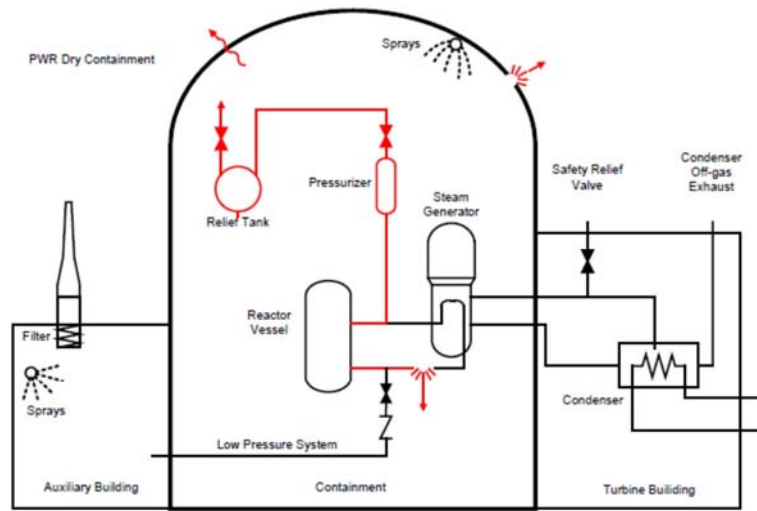 PWR Dry Containment
Sprays
Pressurizer
Relief Tank
Steam
Generator
Safety Relief
Valve
Condenser
Off-gas
Exhaust
Reactor
Vessel
Filter
Sprays
Condenser
Low Pressure System
Auxiliary Building
Containment
Turbine Builiding